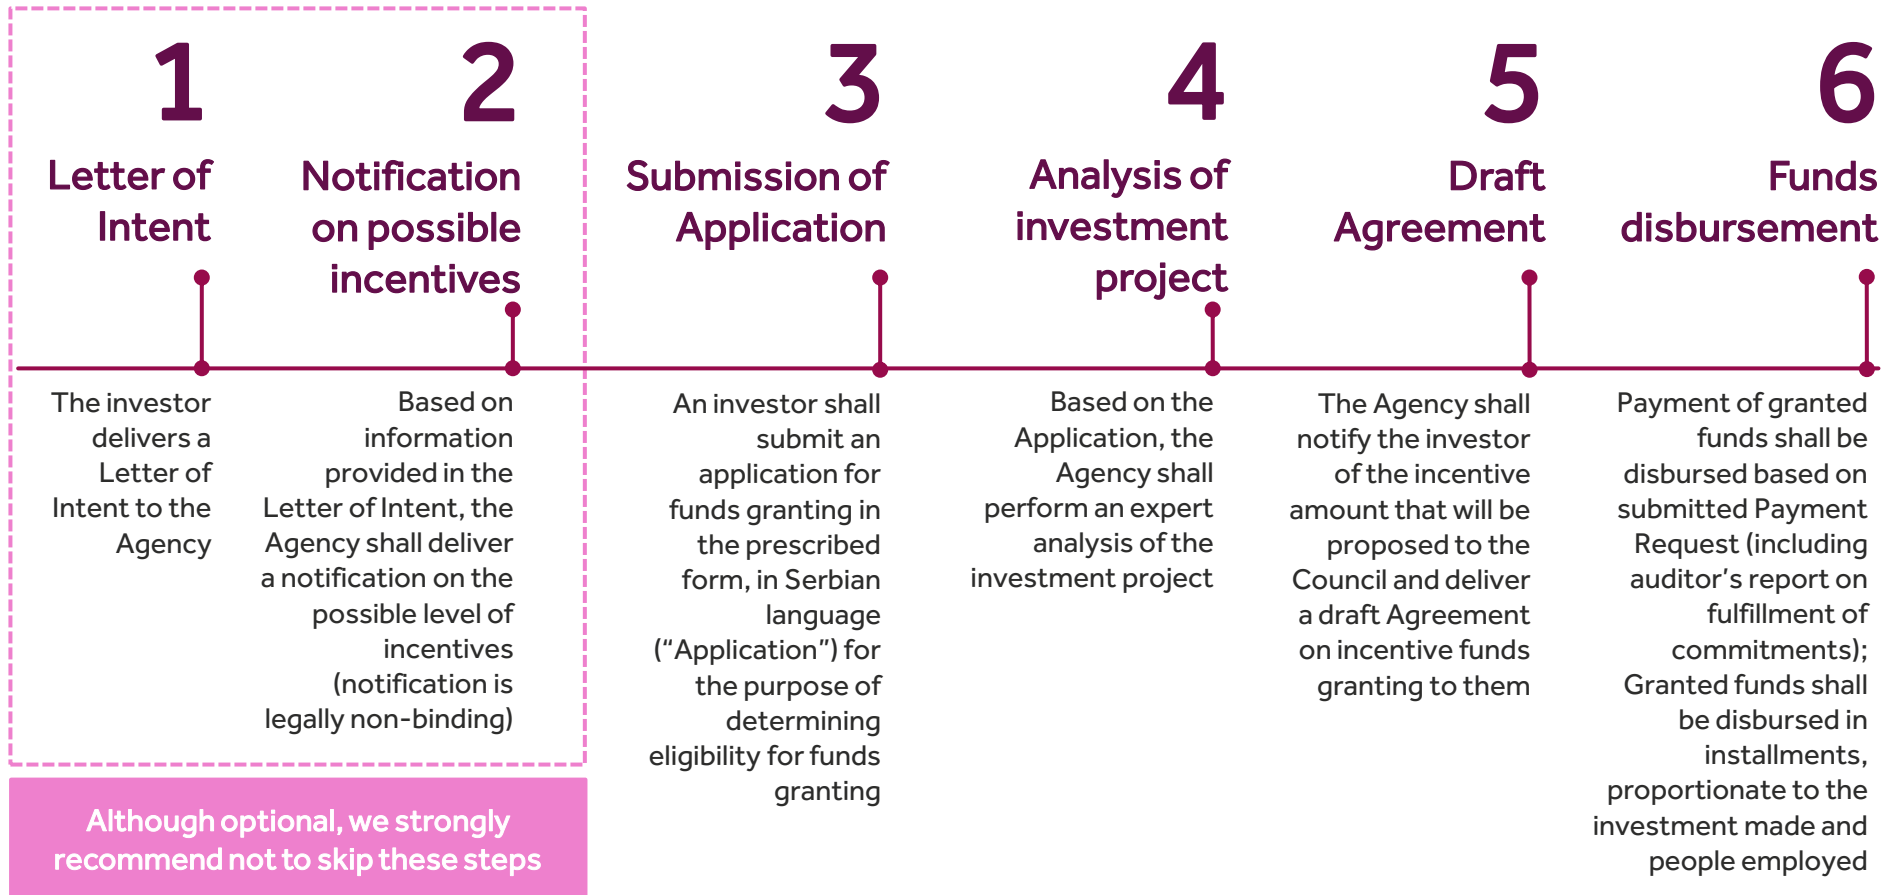 1
Letter of
Intent
The investor
delivers a
Letter of
Intent to the
Agency
2
Notification
on possible
incentives
Based on
information
provided in the
Letter of Intent, the
Agency shall deliver
a notification on the
possible level of
incentives
(notification is
legally non-binding)
Although optional, we strongly
recommend not to skip these steps
3
Submission of
Application
An investor shall
submit an
application for
funds granting in
the prescribed
form, in Serbian
language
(“Application”) for
the purpose of
determining
eligibility for funds
granting
4
Analysis of
investment
project
Based on the
Application, the
Agency shall
perform an expert
analysis of the
investment project
5
Draft
Agreement
The Agency shall
notify the investor
of the incentive
amount that will be
proposed to the
Council and deliver
a draft Agreement
on incentive funds
granting to them
6
Funds
disbursement
Payment of granted
funds shall be
disbursed based on
submitted Payment
Request (including
auditor’s report on
fulfillment of
commitments);
Granted funds shall
be disbursed in
installments,
proportionate to the
investment made and
people employed